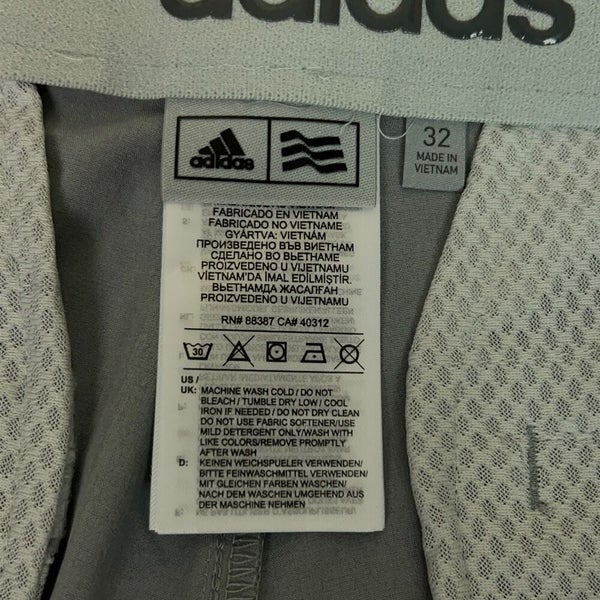 adidas
adidas
32
MADE IN
VIETNAM
FABRICADO EN VIETNAM
FABRICADO NO VIETNAME
GYÁRTVA: VIETNÁM
ПРОИЗВЕДЕНО ВЪВ ВИЕТНАМ
СДЕЛАНО ВО ВЬЕТНАМЕ
PROIZVEDENO U VIJETNAMU
VIETNAM'DA İMAL EDİLMİŞTİR
ВЬЕТНАМДА ЖАСАЛҒАН
PROIZVEDENO U VIJETNAMU
RN# 88387 CA# 40312
30
US /
UK: MACHINE WASH COLD / DO NOT
BLEACH / TUMBLE DRY LOW / COOL
IRON IF NEEDED / DO NOT DRY CLEAN
DO NOT USE FABRIC SOFTENER/USE
MILD DETERGENT ONLY/WASH WITH
LIKE COLORS/REMOVE PROMPTLY
AFTER WASH
D: KEINEN WEICHSPUELER VERWENDEN/
BITTE FEINWASCHMITTEL VERWENDEN/
MIT GLEICHEN FARBEN WASCHEN/
NACH DEM WASCHEN UMGEHEND AUS
DER MASCHINE NEHMEN